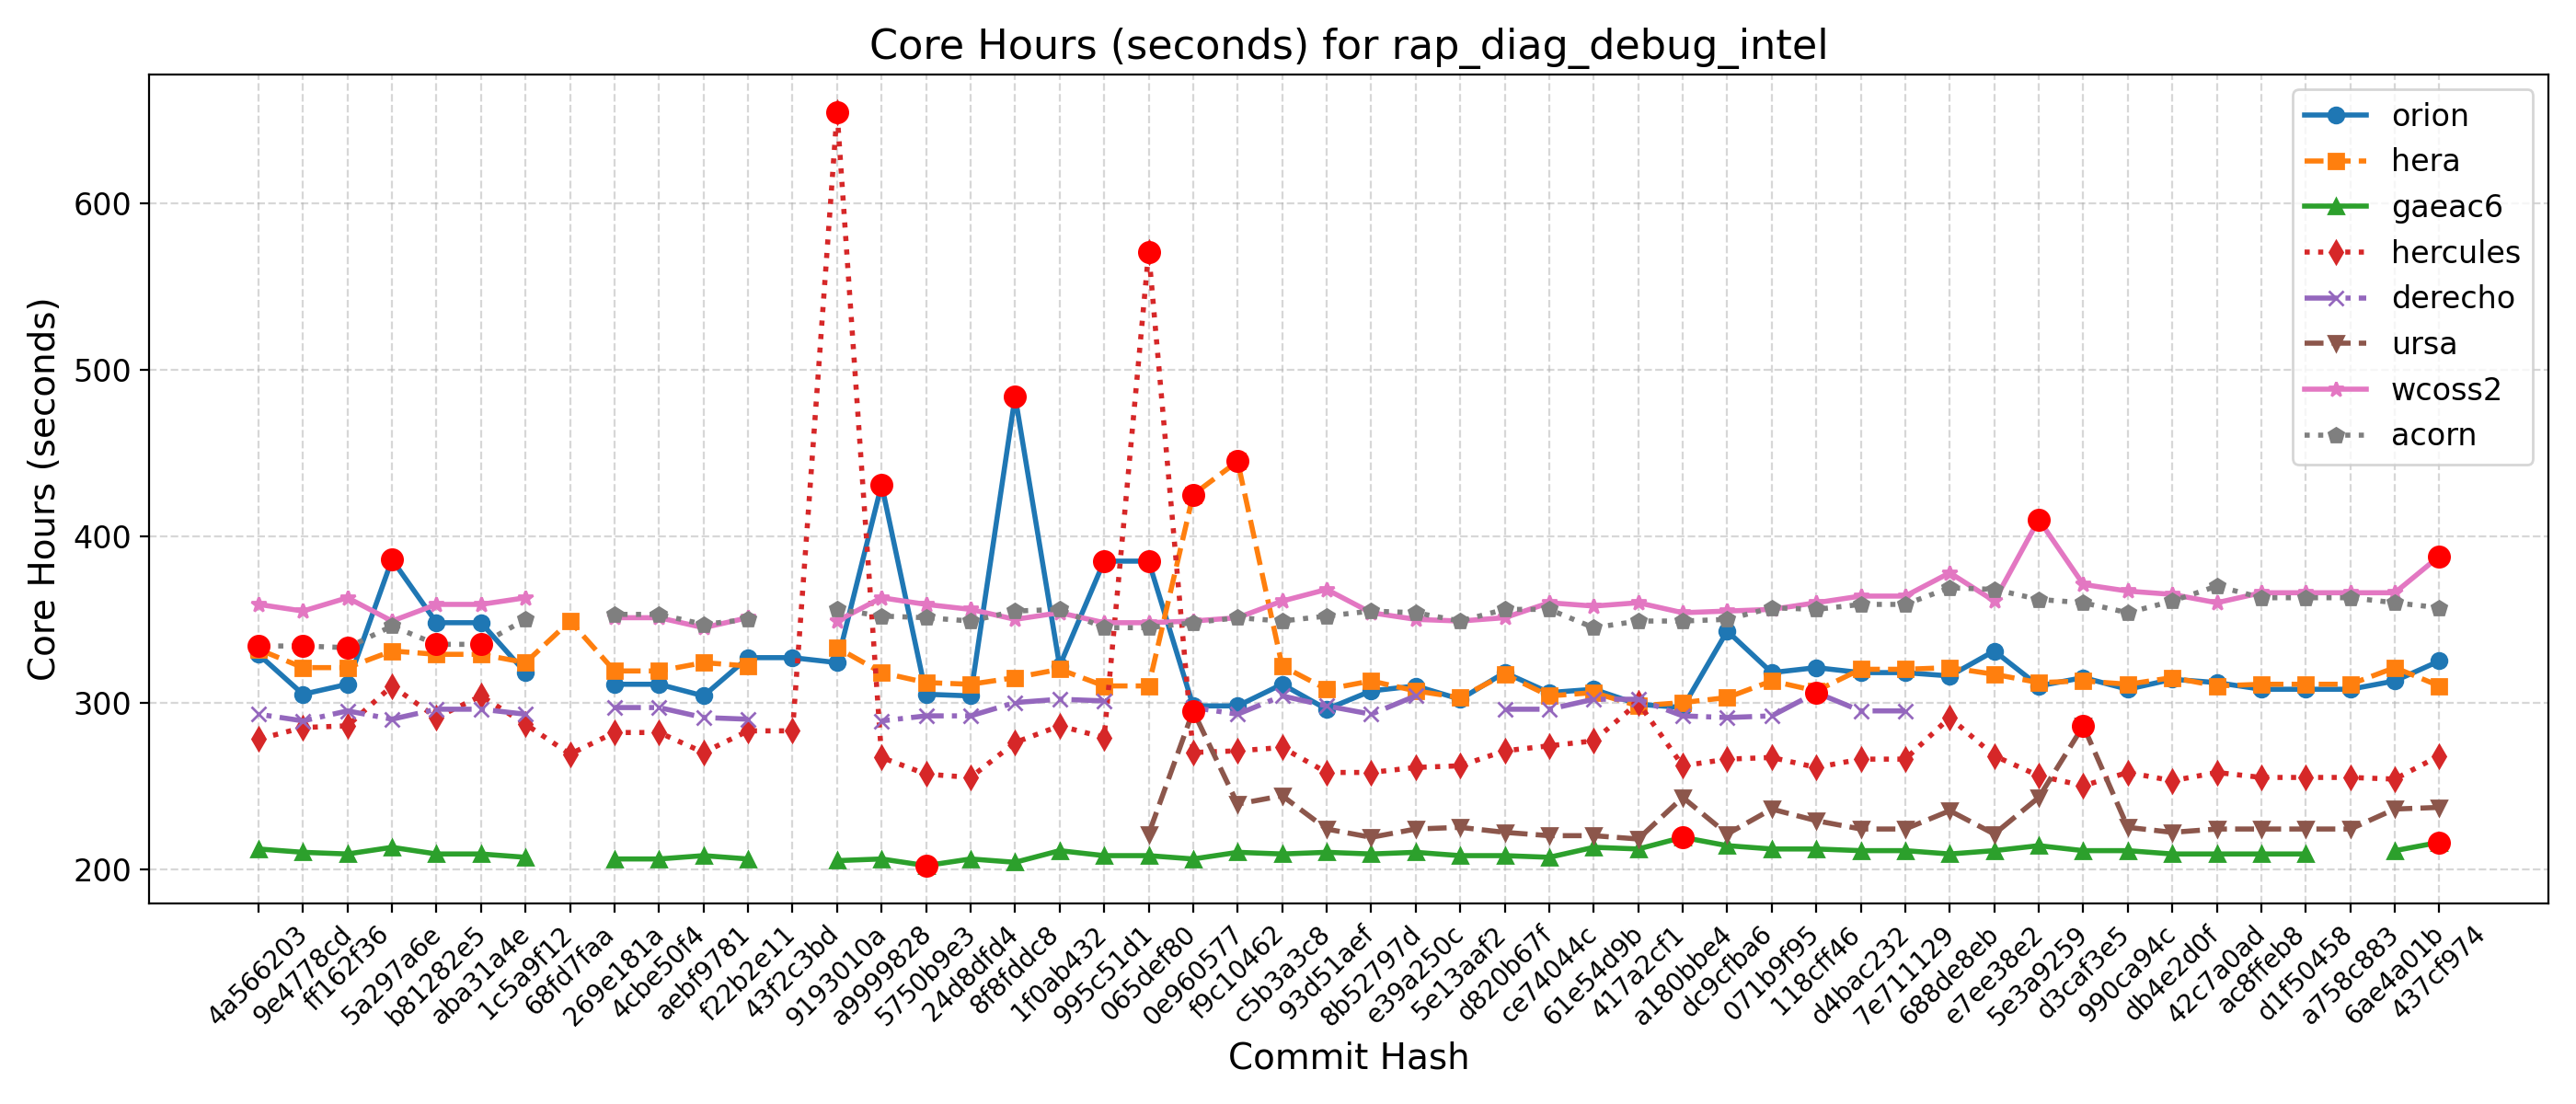 Core Hours (seconds) for rap_diag_debug_intel
orion
hera
gaeac6
hercules
derecho
ursa
wcoss2
acorn
Core Hours (seconds)
600
500
400
300
200
4a566203
9e4778cd
ff162f36
5a297a6e
b81282e5
aba31a4e
1c5a9f12
68fd7faa
269e181a
4cbe50f4
aebf9781
f22b2e11
43f2c3bd
9193010a
a9999828
5750b9e3
24d8dfd4
8f8fddc8
1f0ab432
995c51d1
065def80
0e960577
f9c10462
c5b3a3c8
93d51aef
8b52797d
e39a250c
5e13aaf2
d820b67f
ce74044c
61e54d9b
417a2cf1
a180bbe4
dc9cfba6
071b9f95
118cff46
d4bac232
7e711129
688de8eb
e7ee38e2
5e3a9259
d3caf3e5
990ca94c
db4e2d0f
42c7a0ad
ac8ffeb8
d1f50458
a758c883
6ae4a01b
437cf974
Commit Hash